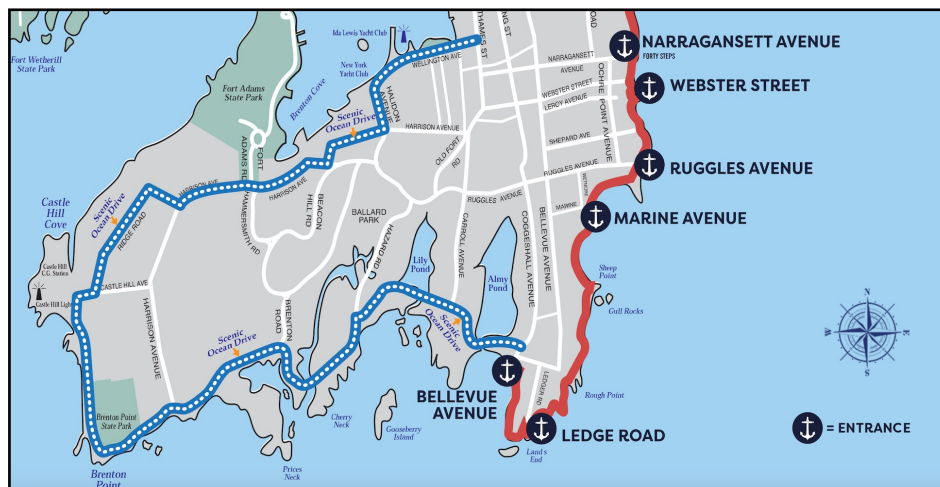 Fort Wetherill
State Park
Ida Lewis Yacht Club
New York
Yacht Club
WELLINGTON AVE
THAMES ST
ING ST
ROAD
NARRAGANSETT AVENUE
FORTY STEPS
NARRAGANSETT
AVENUE
WEBSTER STREET
WEBSTER STREET
LEROY AVENUE
OCHRE POINT AVENUE
Fort Adams
State Park
Brenton Cove
HALIDON
AVENUE
Scenic
Ocean Drive
HARRISON AVENUE
OLD FORT
RD
SHEPARD AVE
RUGGLES AVENUE
RUGGLES AVENUE
FORT
ADAMS RD
HARRISON AVE
HARRISON AVE
HAMMERSMITH RD
BEACON
HILL RD
BALLARD
PARK
HAZARD RD
RUGGLES AVENUE
CARROLL AVENUE
COGGESHALL AVENUE
BELLEVUE AVENUE
MARINE
MARINE AVENUE
Castle
Hill
Cove
Scenic
Ocean Drive
RIDGE ROAD
Castle Hill
C.G. Station
Castle Hill Light
CASTLE HILL AVE
HARRISON AVENUE
BRENTON
ROAD
Lily
Pond
Almy
Pond
Sheep
Point
Gull Rocks
Scenic
Ocean Drive
Scenic
Ocean Drive
N
W
E
S
BELLEVUE
AVENUE
LEDGE RD
Rough Point
Brenton Point
State Park
Cherry
Neck
Gooseberry
Island
LEDGE ROAD
= ENTRANCE
Land's
End
Prices
Neck
Brenton
Point